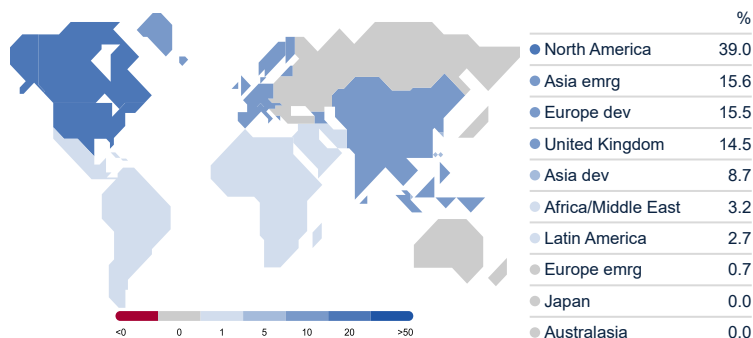 %
North America 39.0
Asia emrg 15.6
Europe dev 15.5
United Kingdom 14.5
Asia dev 8.7
Africa/Middle East 3.2
Latin America 2.7
Europe emrg 0.7
Japan 0.0
Australasia 0.0
<0 0 1 5 10 20 >50